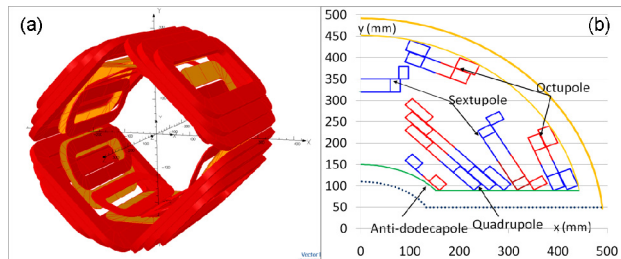 (a)
Y
X
Z
Vector
(b)
y (mm)
500
450
400
350
300
250
200
150
100
50
0
Octupole
Sextupole
Anti-dodecapole
Quadrupole
x (mm)
0 100 200 300 400 500